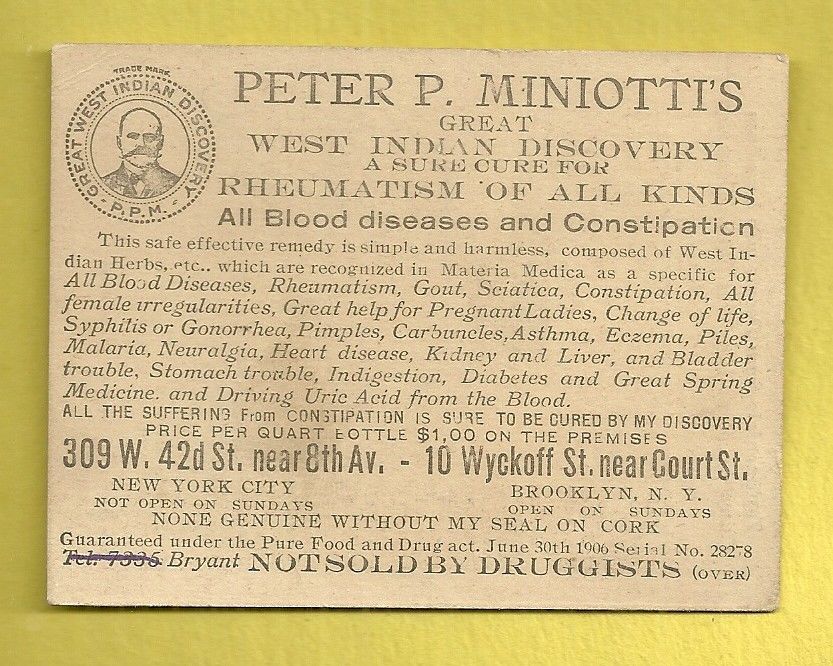 TRADE MARK
GREAT WEST INDIAN DISCOVERY
- P.P.M. -
PETER P. MINIOTTI'S
GREAT
WEST INDIAN DISCOVERY
A SURE CURE FOR
RHEUMATISM OF ALL KINDS
All Blood diseases and Constipation
This safe effective remedy is simple and harmless, composed of West In-
dian Herbs, etc.. which are recognized in Materia Medica as a specific for
All Blood Diseases, Rheumatism, Gout, Sciatica, Constipation, All
female irregularities, Great help for Pregnant Ladies, Change of life,
Syphilis or Gonorrhea, Pimples, Carbuncles, Asthma, Eczema, Piles,
Malaria, Neuralgia, Heart disease, Kidney and Liver, and Bladder
trouble, Stomach trouble, Indigestion, Diabetes and Great Spring
Medicine. and Driving Uric Acid from the Blood.
ALL THE SUFFERING From CONSTIPATION IS SURE TO BE CURED BY MY DISCOVERY
PRICE PER QUART BOTTLE $1,00 ON THE PREMISES
309 W. 42d St. near 8th Av. - 10 Wyckoff St. near Court St.
NEW YORK CITY BROOKLYN, N. Y.
NOT OPEN ON SUNDAYS OPEN ON SUNDAYS
NONE GENUINE WITHOUT MY SEAL ON CORK
Guaranteed under the Pure Food and Drug act. June 30th 1906 Serial No. 28278
Tel. 7335 Bryant NOT SOLD BY DRUGGISTS (OVER)